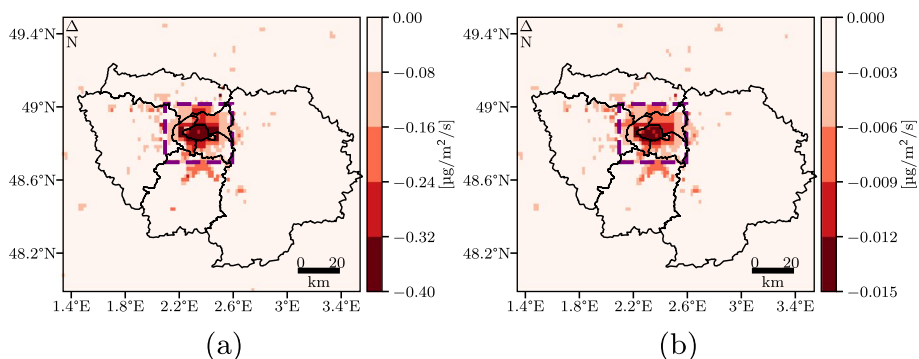 Δ
N
49.4°N
49°N
48.6°N
48.2°N
1.4°E 1.8°E 2.2°E 2.6°E 3°E 3.4°E
0 20
km
0.00
−0.08
−0.16
−0.24
−0.32
−0.40
[µg/m²/s]
(a)
Δ
N
49.4°N
49°N
48.6°N
48.2°N
1.4°E 1.8°E 2.2°E 2.6°E 3°E 3.4°E
0 20
km
0.000
−0.003
−0.006
−0.009
−0.012
−0.015
[µg/m²/s]
(b)